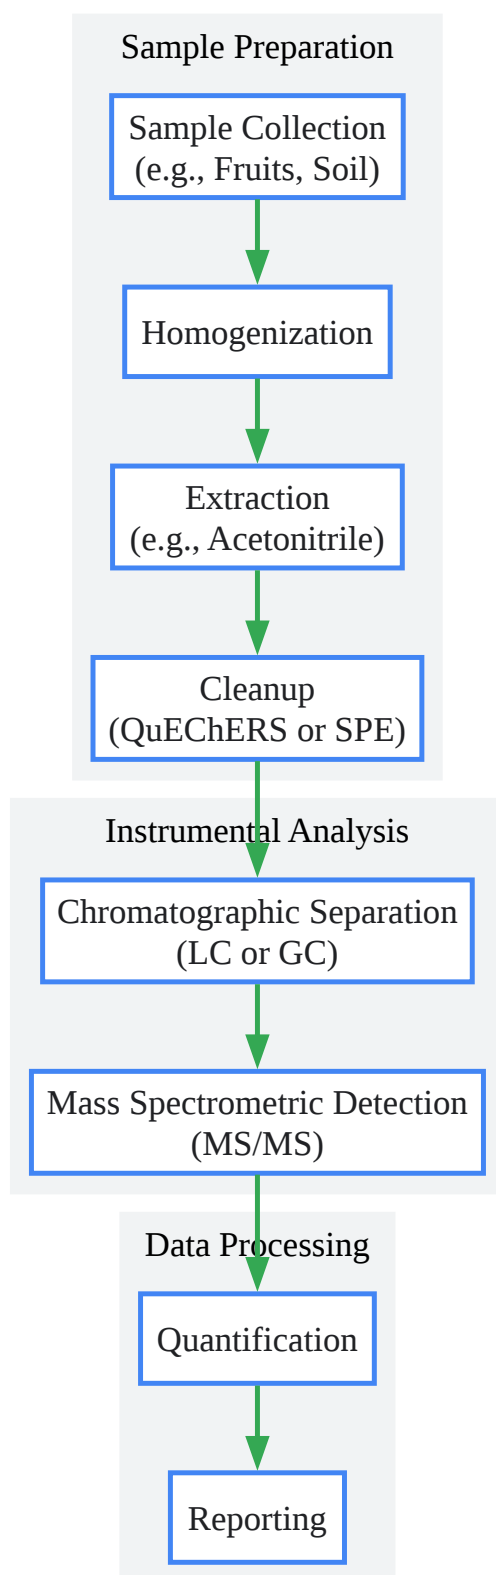 Sample Preparation
Sample Collection
(e.g., Fruits, Soil)
Homogenization
Extraction
(e.g., Acetonitrile)
Cleanup
(QuEChERS or SPE)
Instrumental Analysis
Chromatographic Separation
(LC or GC)
Mass Spectrometric Detection
(MS/MS)
Data Processing
Quantification
Reporting